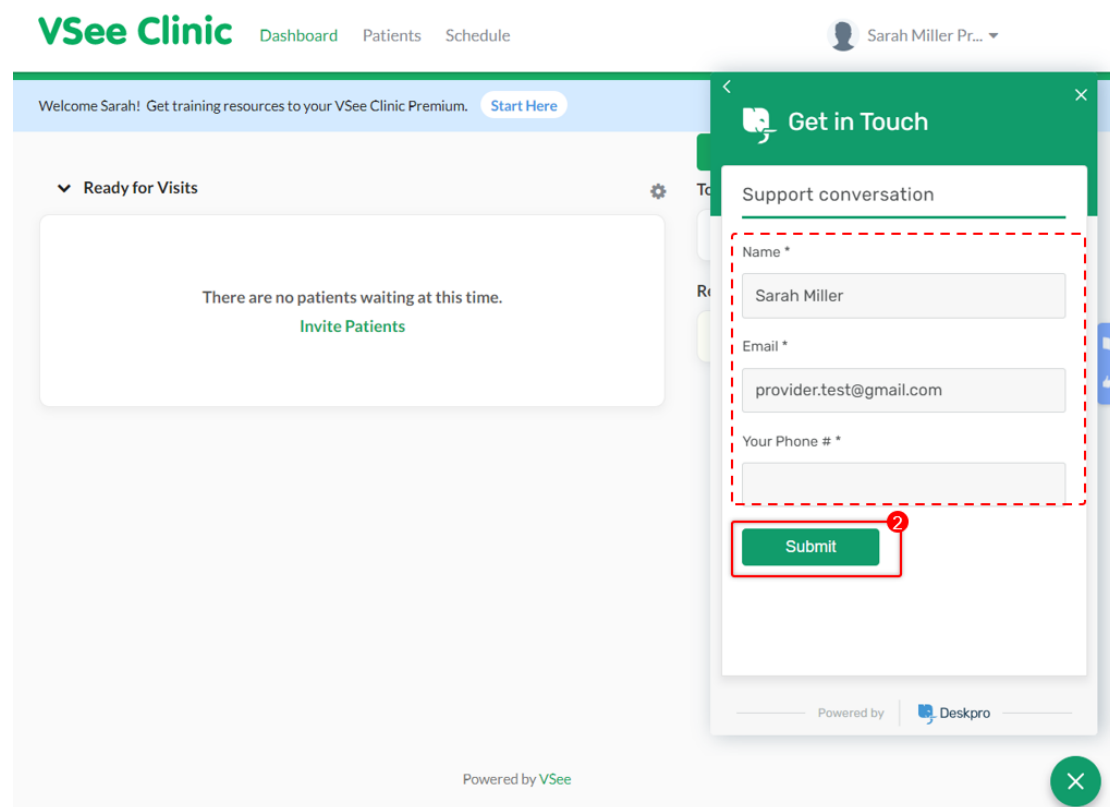 VSee Clinic Dashboard Patients Schedule Sarah Miller Pr...
Welcome Sarah! Get training resources to your VSee Clinic Premium. Start Here
Ready for Visits
There are no patients waiting at this time.
Invite Patients
Get in Touch
Support conversation
Name *
Sarah Miller
Email *
provider.test@gmail.com
Your Phone # *
2
Submit
Powered by Deskpro
Powered by VSee